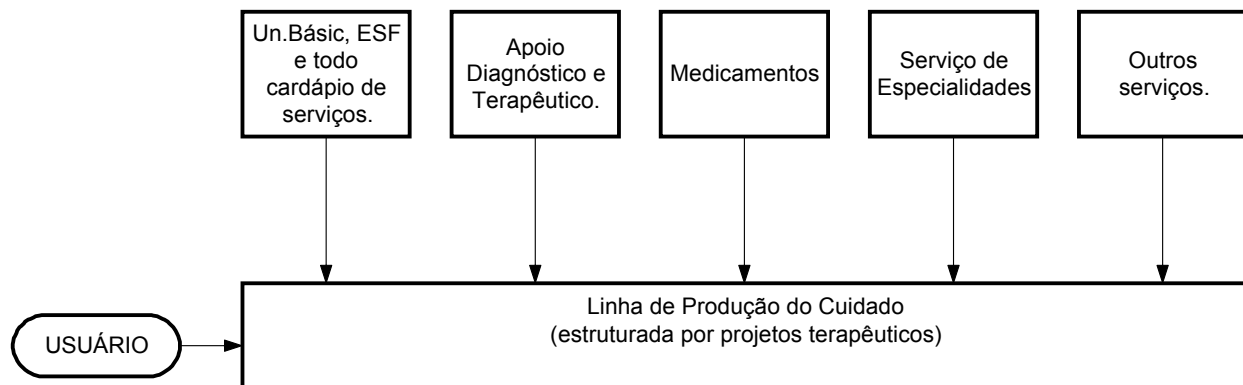 Un.Básic, ESF
e todo
cardápio de
serviços.
Apoio
Diagnóstico e
Terapêutico.
Medicamentos
Serviço de
Especialidades
Outros
serviços.
Linha de Produção do Cuidado
(estruturada por projetos terapêuticos)
USUÁRIO